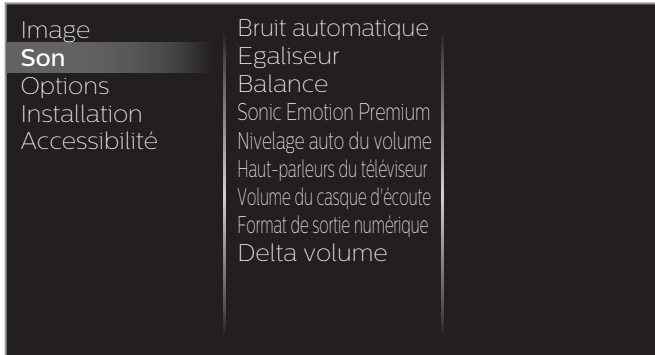 Image
Son
Options
Installation
Accessibilité
Bruit automatique
Egaliseur
Balance
Sonic Emotion Premium
Nivelage auto du volume
Haut-parleurs du téléviseur
Volume du casque d'écoute
Format de sortie numérique
Delta volume